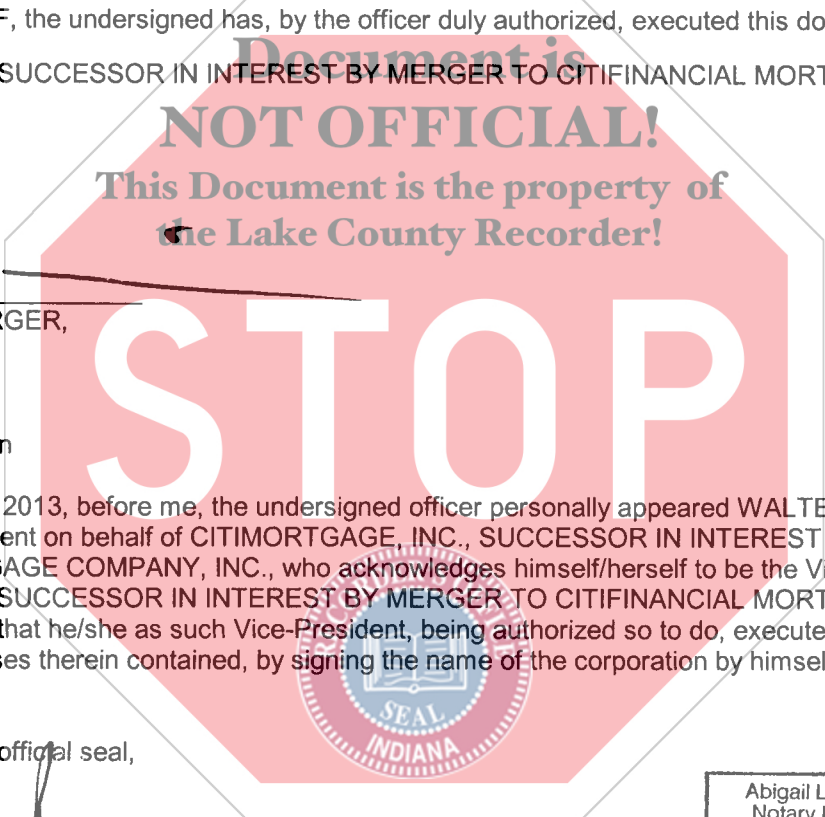 F, the undersigned has, by the officer duly authorized, executed this do
Document is
SUCCESSOR IN INTEREST BY MERGER TO CITIFINANCIAL MORT
NOT OFFICIAL!
This Document is the property of
the Lake County Recorder!
RGER,
STOP
n
2013, before me, the undersigned officer personally appeared WALTE
ent on behalf of CITIMORTGAGE, INC., SUCCESSOR IN INTEREST
GAGE COMPANY, INC., who acknowledges himself/herself to be the Vi
SUCCESSOR IN INTEREST BY MERGER TO CITIFINANCIAL MORT
that he/she as such Vice-President, being authorized so to do, execute
ses therein contained, by signing the name of the corporation by himsel
SEAL
INDIANA
official seal,
Abigail L
Notary